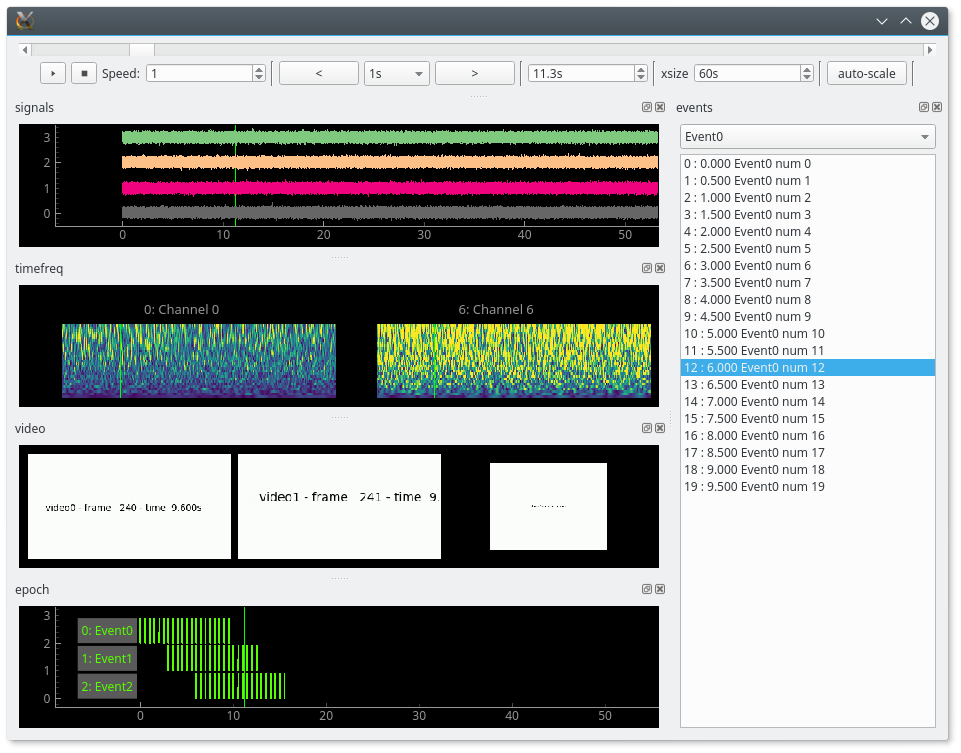 Speed: 1 < 1s > 11.3s xsize 60s auto-scale
signals
3
2
1
0
0 10 20 30 40 50
timefreq
0: Channel 0 6: Channel 6
video
video0 - frame 240 - time 9.600s
video1 - frame 241 - time 9.
epoch
3
2
1
0
0: Event0
1: Event1
2: Event2
0 10 20 30 40 50
events
Event0
0 : 0.000 Event0 num 0
1 : 0.500 Event0 num 1
2 : 1.000 Event0 num 2
3 : 1.500 Event0 num 3
4 : 2.000 Event0 num 4
5 : 2.500 Event0 num 5
6 : 3.000 Event0 num 6
7 : 3.500 Event0 num 7
8 : 4.000 Event0 num 8
9 : 4.500 Event0 num 9
10 : 5.000 Event0 num 10
11 : 5.500 Event0 num 11
12 : 6.000 Event0 num 12
13 : 6.500 Event0 num 13
14 : 7.000 Event0 num 14
15 : 7.500 Event0 num 15
16 : 8.000 Event0 num 16
17 : 8.500 Event0 num 17
18 : 9.000 Event0 num 18
19 : 9.500 Event0 num 19